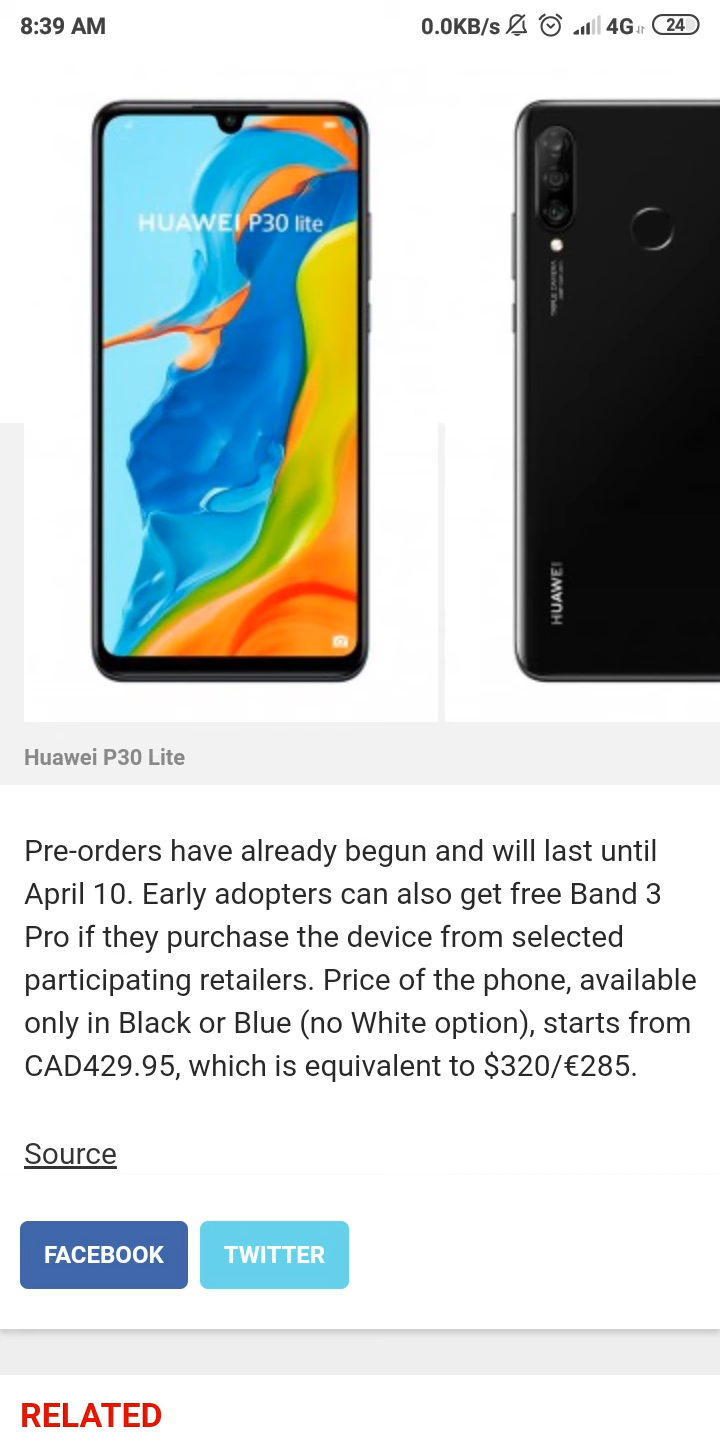 8:39 AM
0.0KB/s 4G 24
HUAWEI P30 lite
HUAWEI
Huawei P30 Lite
Pre-orders have already begun and will last until
April 10. Early adopters can also get free Band 3
Pro if they purchase the device from selected
participating retailers. Price of the phone, available
only in Black or Blue (no White option), starts from
CAD429.95, which is equivalent to $320/€285.
Source
FACEBOOK
TWITTER
RELATED